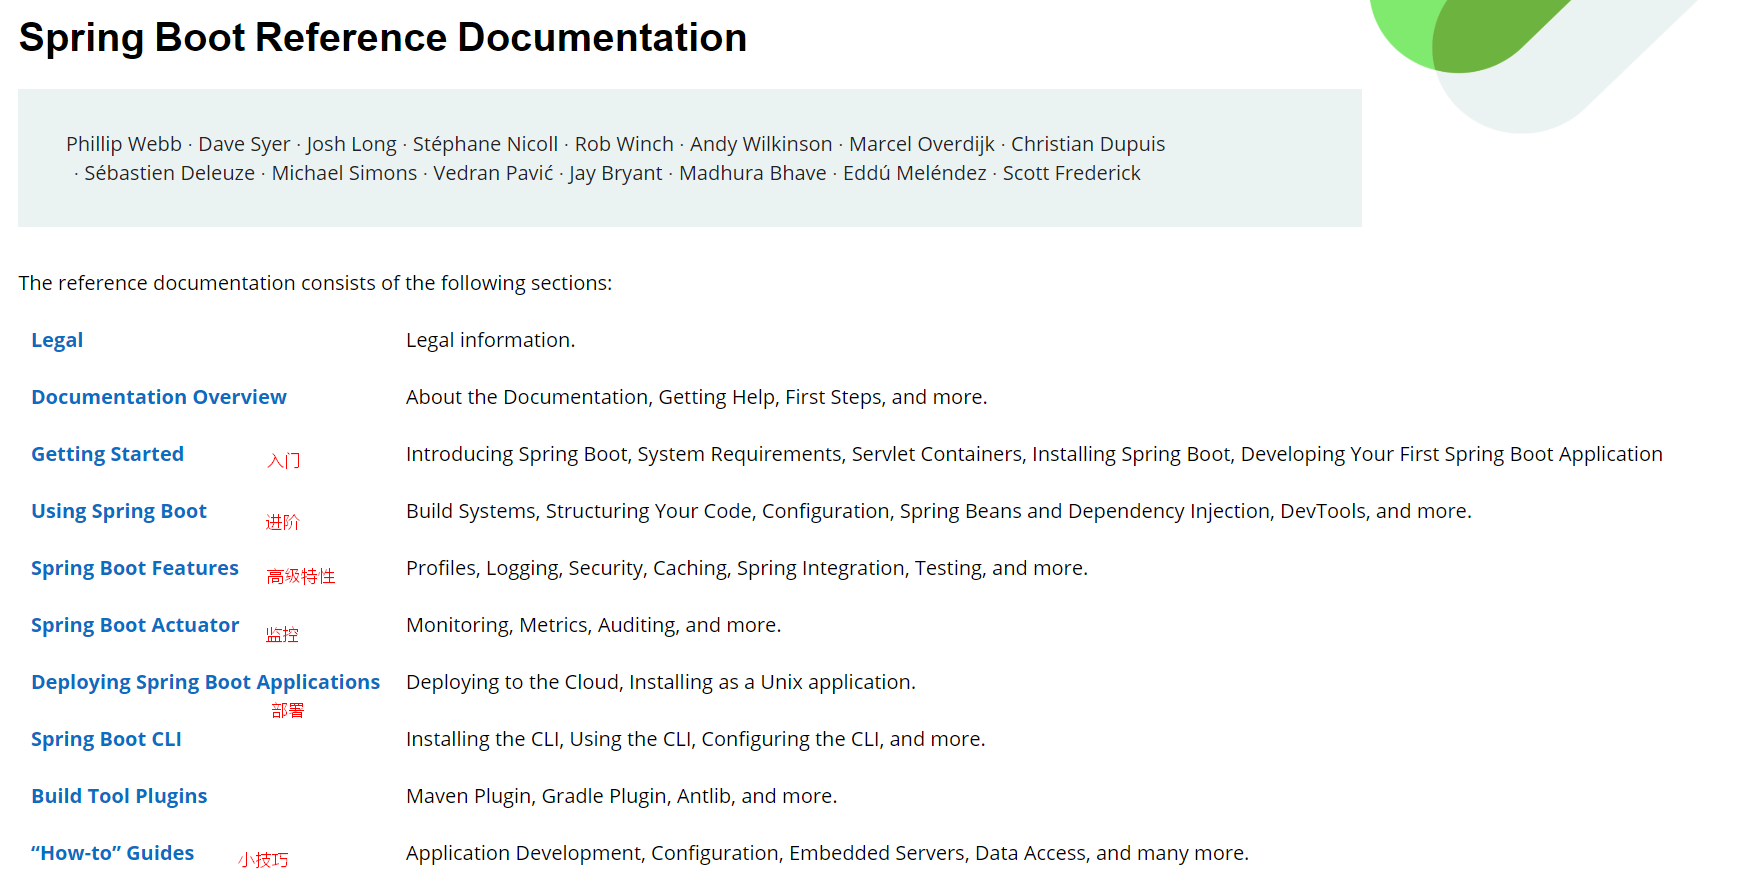 Spring Boot Reference Documentation
Phillip Webb · Dave Syer · Josh Long · Stéphane Nicoll · Rob Winch · Andy Wilkinson · Marcel Overdijk · Christian Dupuis
· Sébastien Deleuze · Michael Simons · Vedran Pavić · Jay Bryant · Madhura Bhave · Eddú Meléndez · Scott Frederick
The reference documentation consists of the following sections:
Legal Legal information.
Documentation Overview About the Documentation, Getting Help, First Steps, and more.
Getting Started 入门 Introducing Spring Boot, System Requirements, Servlet Containers, Installing Spring Boot, Developing Your First Spring Boot Application
Using Spring Boot 进阶 Build Systems, Structuring Your Code, Configuration, Spring Beans and Dependency Injection, DevTools, and more.
Spring Boot Features 高级特性 Profiles, Logging, Security, Caching, Spring Integration, Testing, and more.
Spring Boot Actuator 监控 Monitoring, Metrics, Auditing, and more.
Deploying Spring Boot Applications Deploying to the Cloud, Installing as a Unix application.
部署
Spring Boot CLI Installing the CLI, Using the CLI, Configuring the CLI, and more.
Build Tool Plugins Maven Plugin, Gradle Plugin, Antlib, and more.
“How-to” Guides 小技巧 Application Development, Configuration, Embedded Servers, Data Access, and many more.